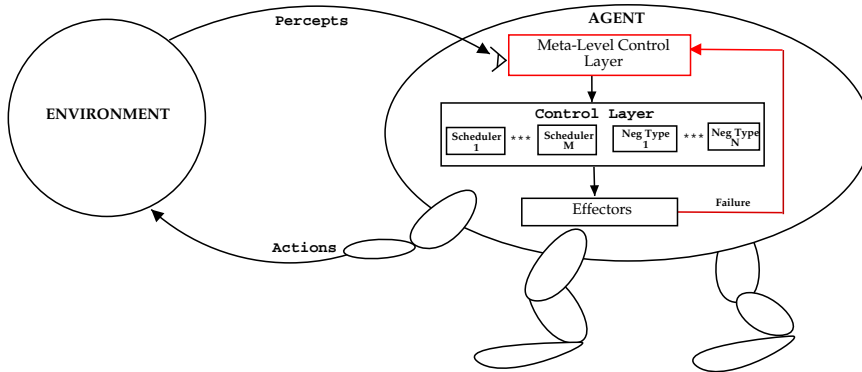 AGENT
Percepts
Meta-Level Control
Layer
ENVIRONMENT
Control Layer
Scheduler
1
***
Scheduler
M
Neg Type
1
***
Neg Type
N
Effectors
Failure
Actions